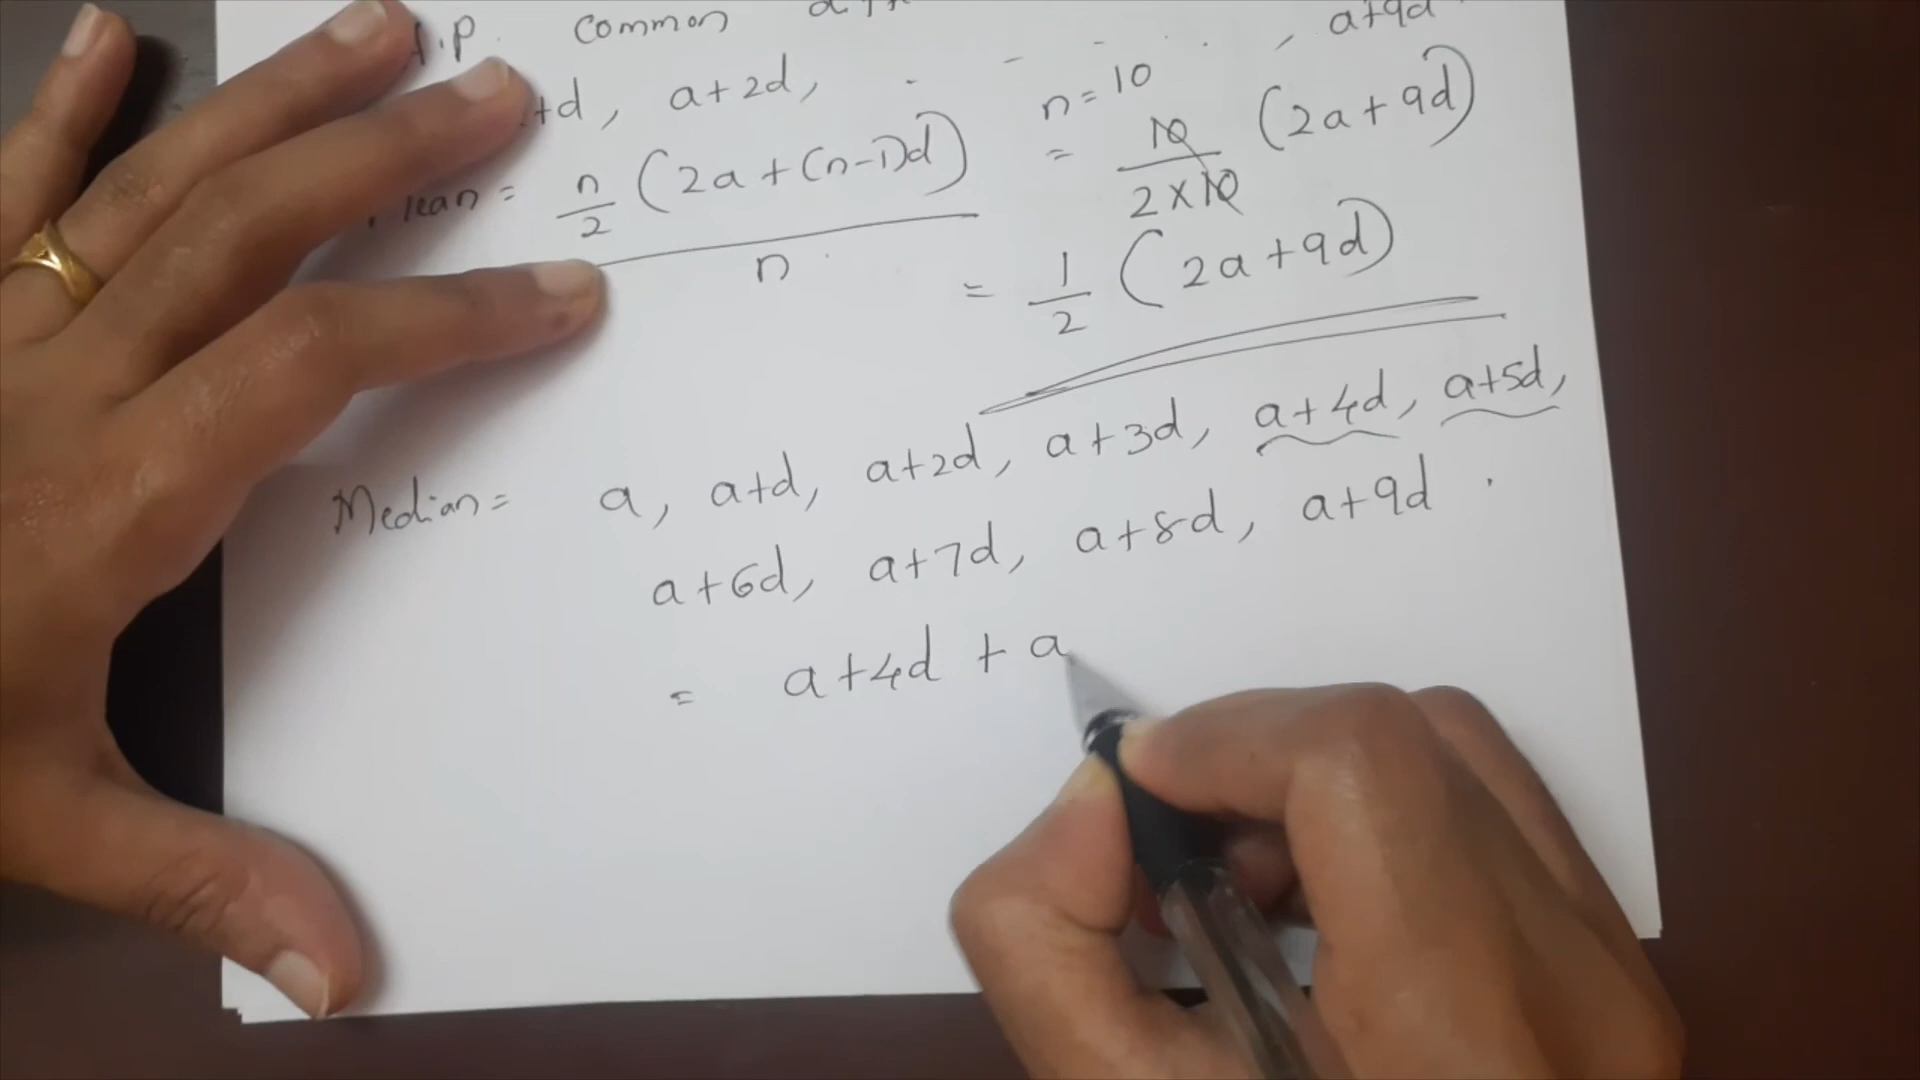 A.P. common
+d, a+2d, . - - . . , a+9d
n=10
= n/2 (2a+(n-1)d) / n = 10/2×10 (2a+9d)
= 1/2 (2a+9d)
Median = a, a+d, a+2d, a+3d, a+4d, a+5d,
a+6d, a+7d, a+8d, a+9d .
= a+4d + a